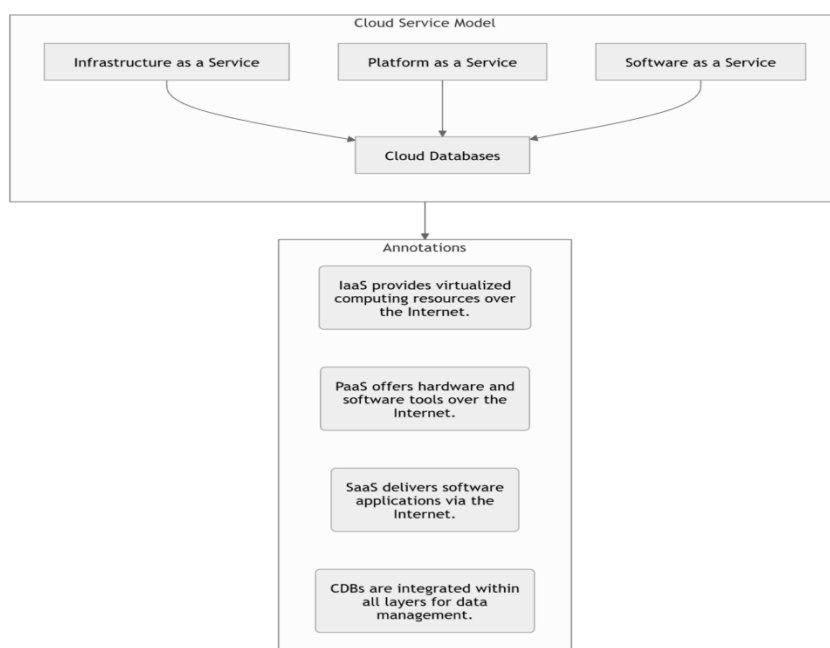 Cloud Service Model
Infrastructure as a Service
Platform as a Service
Software as a Service
Cloud Databases
Annotations
IaaS provides virtualized
computing resources over
the Internet.
PaaS offers hardware and
software tools over the
Internet.
SaaS delivers software
applications via the
Internet.
CDBs are integrated within
all layers for data
management.